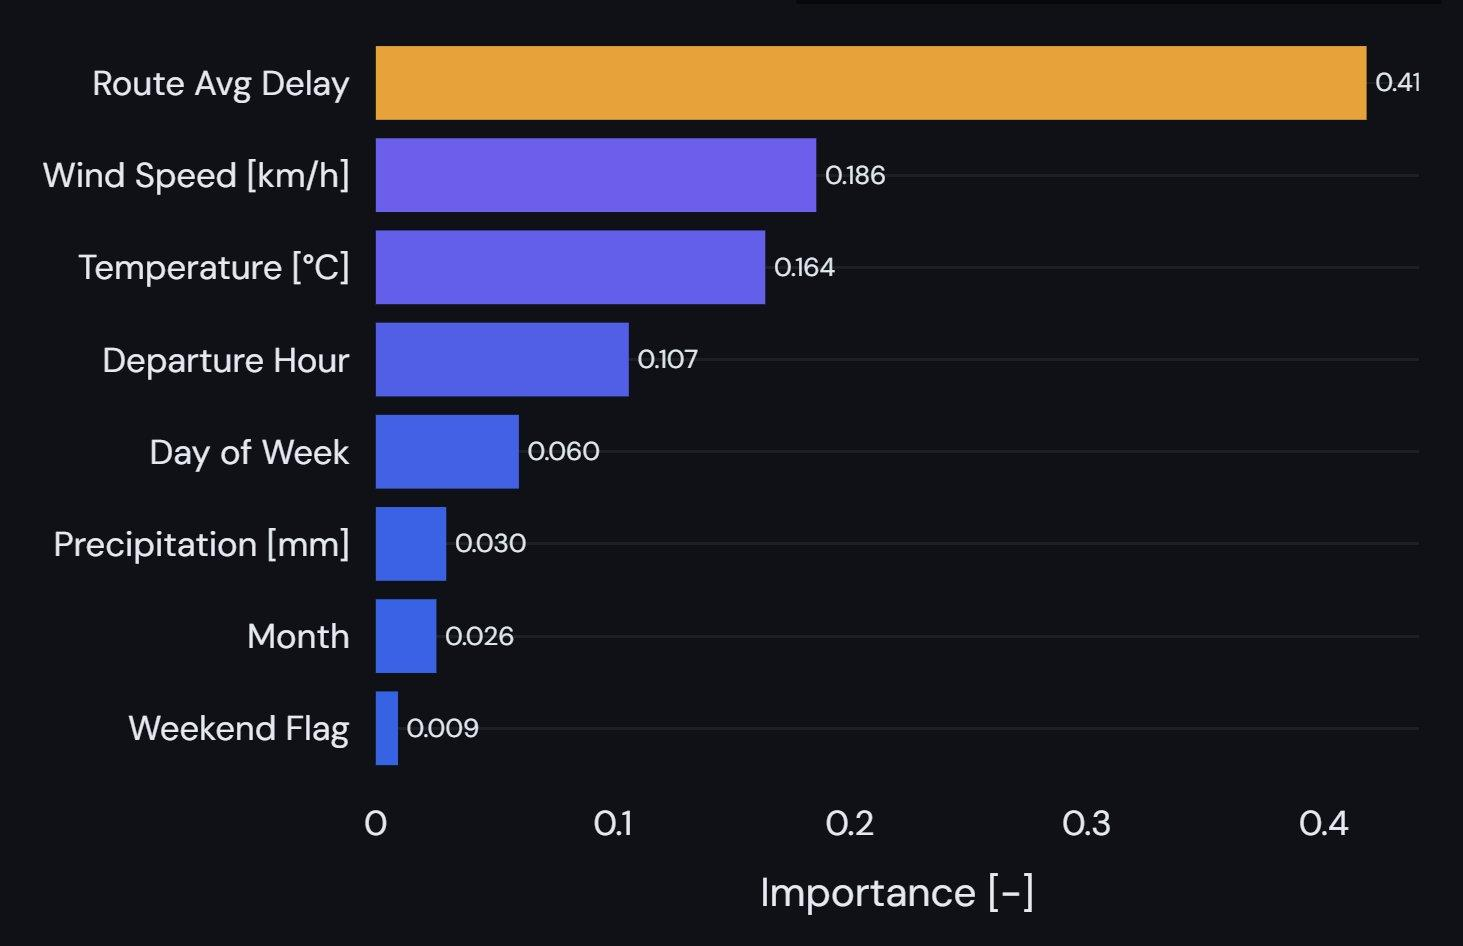 Route Avg Delay 0.41
Wind Speed [km/h] 0.186
Temperature [°C] 0.164
Departure Hour 0.107
Day of Week 0.060
Precipitation [mm] 0.030
Month 0.026
Weekend Flag 0.009
0 0.1 0.2 0.3 0.4
Importance [-]